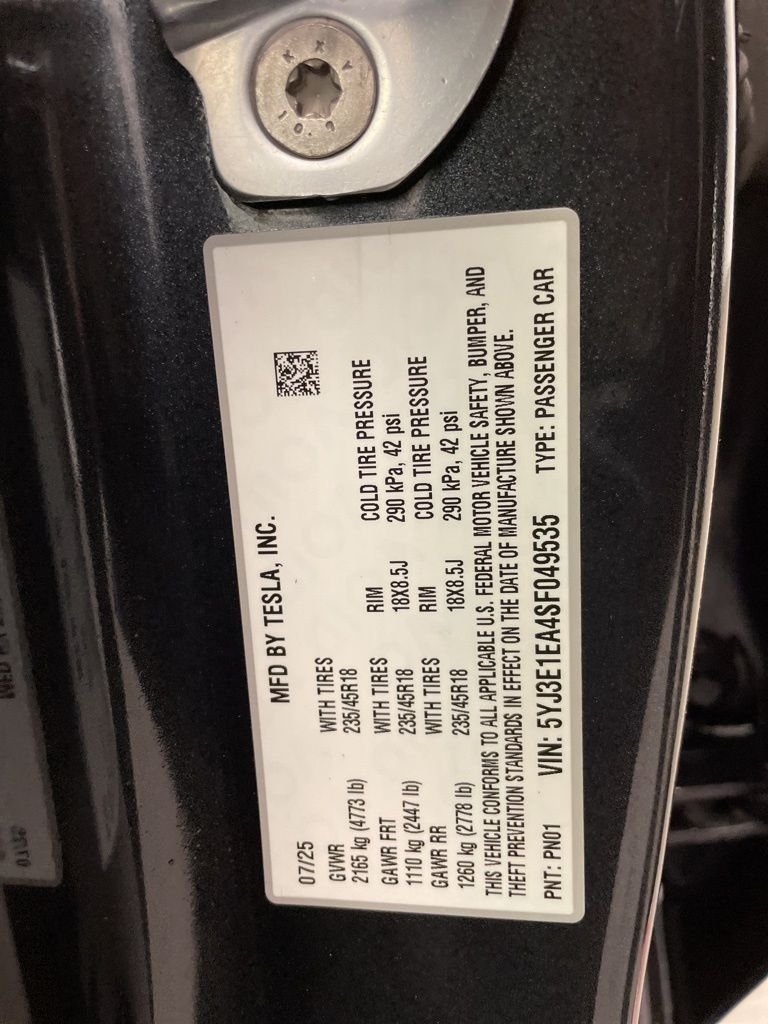 XXA
10.9
MFD BY TESLA, INC.
07/25
GVWR WITH TIRES
2165 kg (4773 lb) 235/45R18
GAWR FRT WITH TIRES RIM COLD TIRE PRESSURE
1110 kg (2447 lb) 235/45R18 18X8.5J 290 kPa, 42 psi
GAWR RR WITH TIRES RIM COLD TIRE PRESSURE
1260 kg (2778 lb) 235/45R18 18X8.5J 290 kPa, 42 psi
THIS VEHICLE CONFORMS TO ALL APPLICABLE U.S. FEDERAL MOTOR VEHICLE SAFETY, BUMPER, AND
THEFT PREVENTION STANDARDS IN EFFECT ON THE DATE OF MANUFACTURE SHOWN ABOVE.
PNT: PN01 VIN: 5YJ3E1EA4SF049535 TYPE: PASSENGER CAR